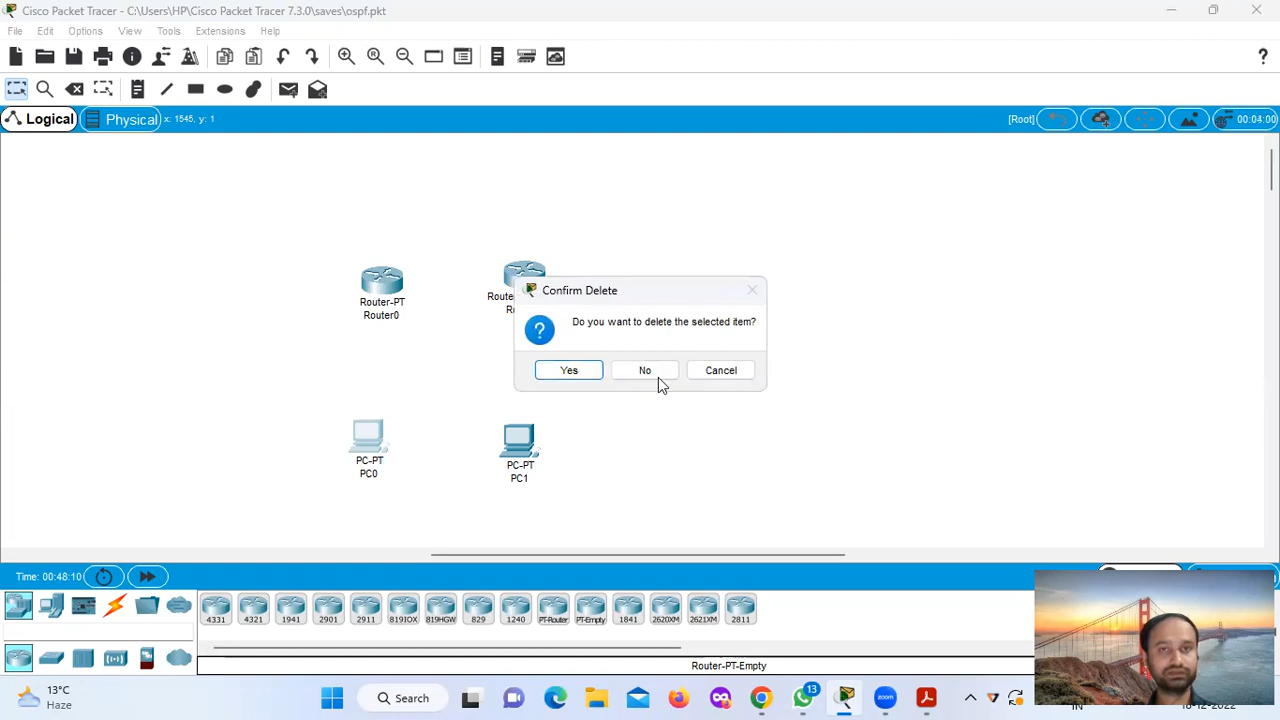 Cisco Packet Tracer - C:\Users\HP\Cisco Packet Tracer 7.3.0\saves\ospf.pkt
File Edit Options View Tools Extensions Help
?
Logical Physical x: 1545, y: 1 [Root] 00:04:00
Router-PT
Router0
Confirm Delete
Do you want to delete the selected item?
Yes No Cancel
PC-PT
PC0
PC-PT
PC1
Time: 00:48:10
4331 4321 1941 2901 2911 819IOX 819HGW 829 1240 PT-Router PT-Empty 1841 2620XM 2621XM 2811
Router-PT-Empty
13°C
Haze
Search
13